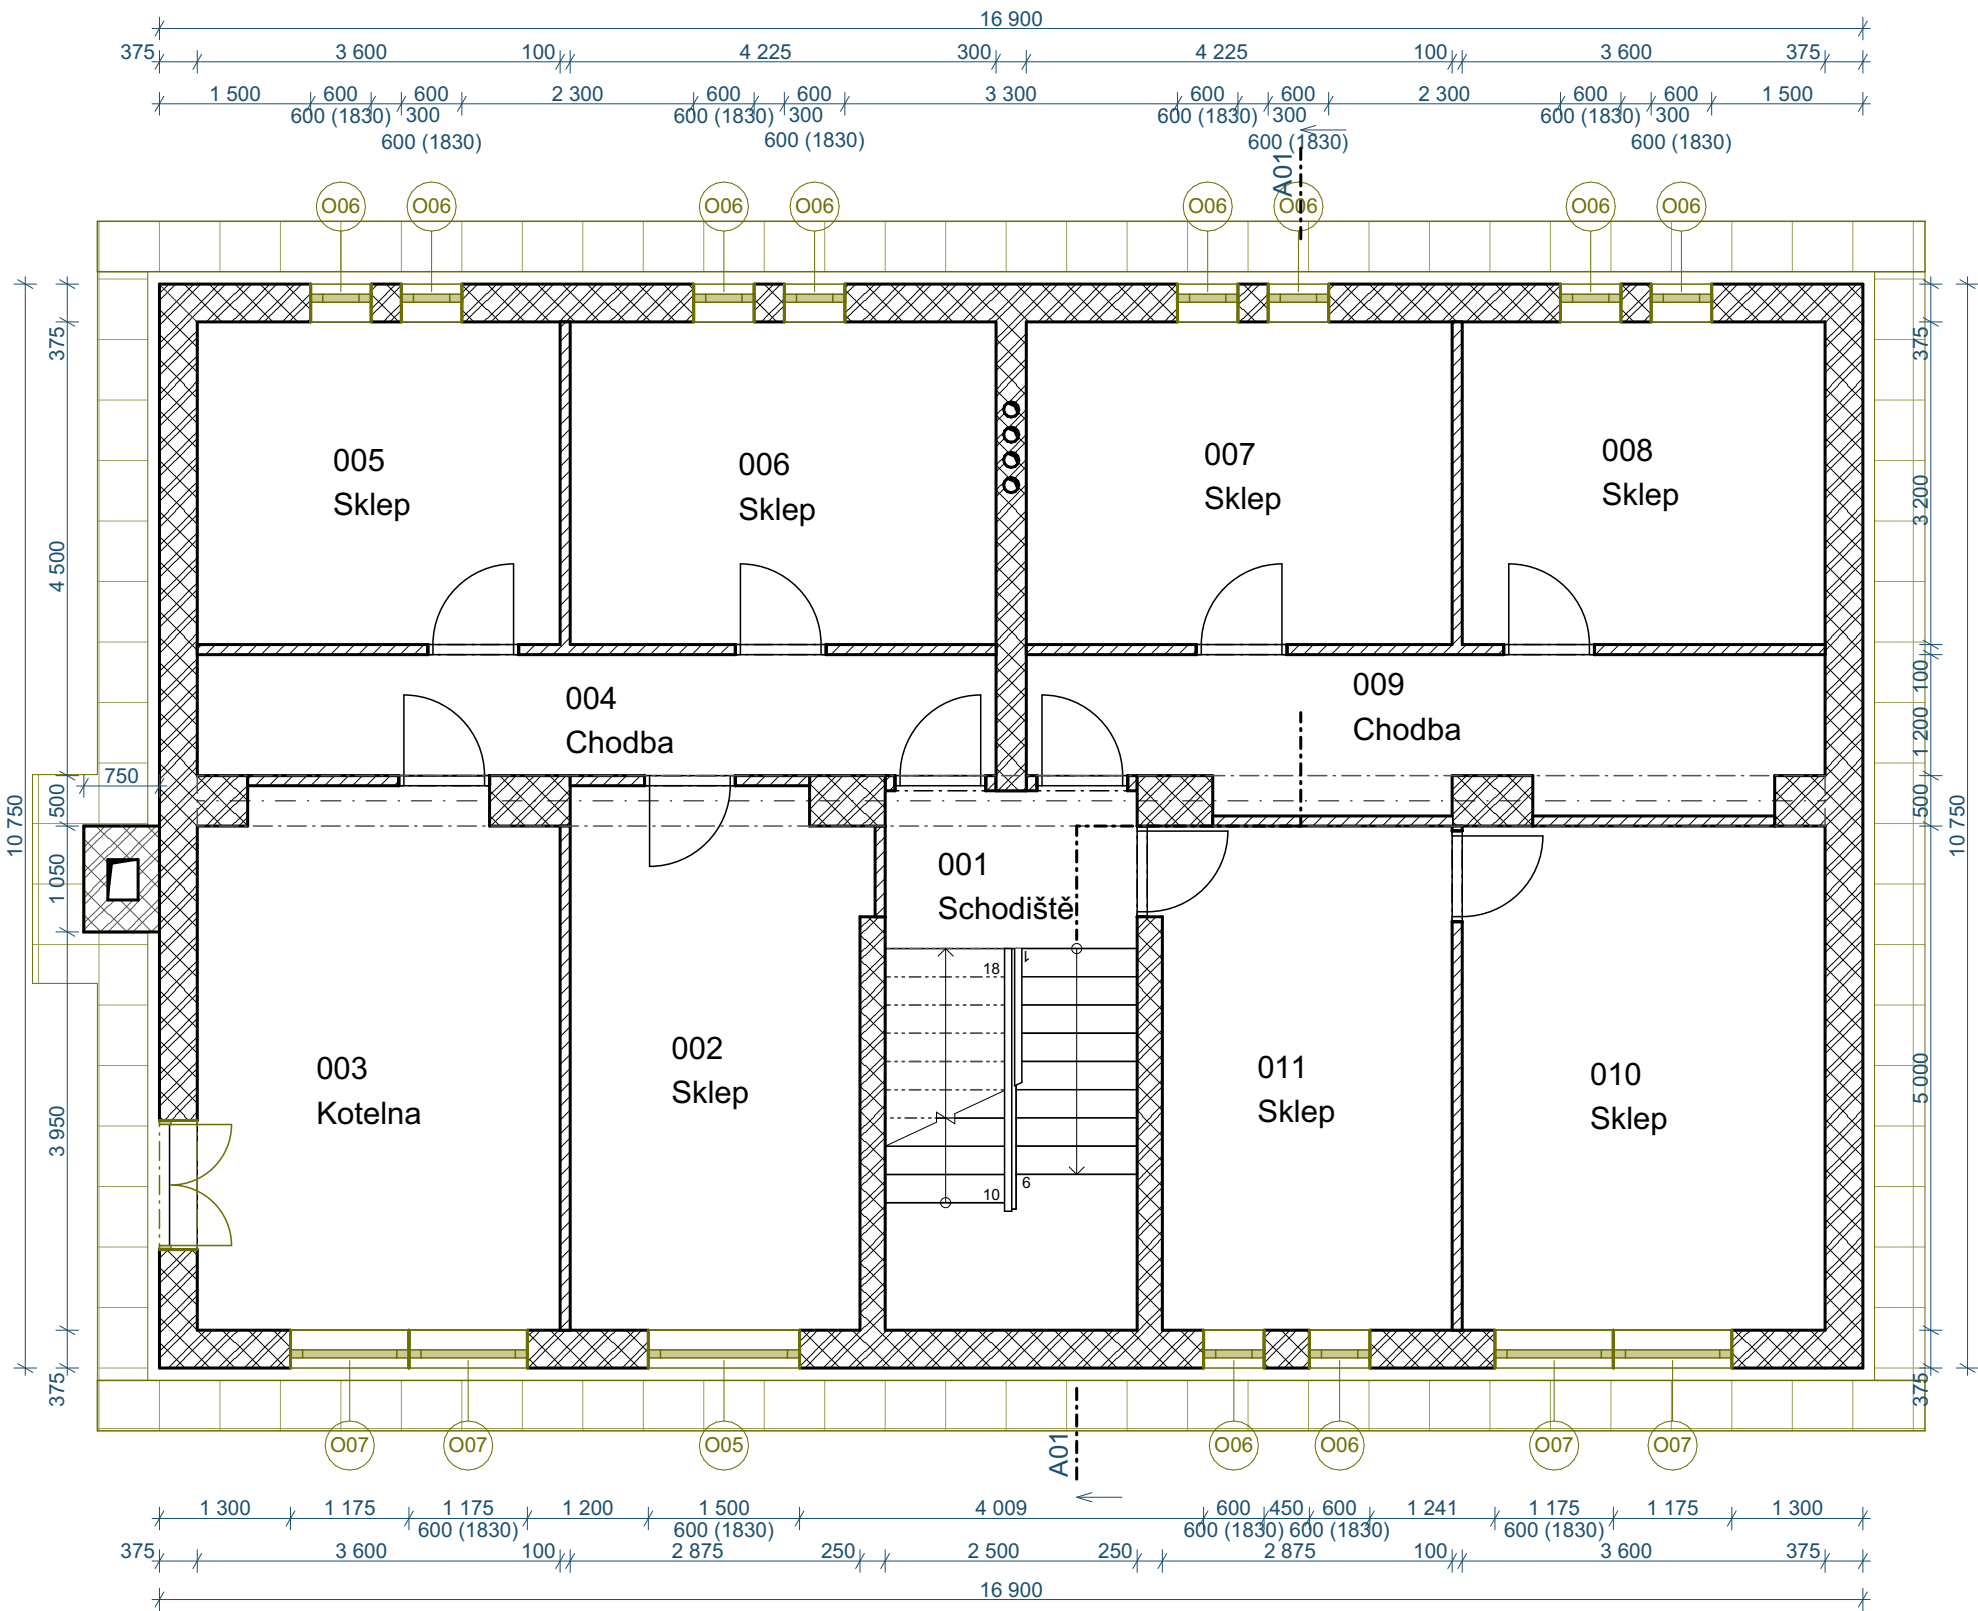 16 900
375 3 600 100 4 225 300 4 225 100 3 600 375
1 500 600 600 2 300 600 600 3 300 600 600 2 300 600 600 1 500
600 (1830) 300 600 (1830) 300 600 (1830) 300 600 (1830) 300
600 (1830) 600 (1830) 600 (1830) 600 (1830)
A01
O06 O06 O06 O06 O06 O06 O06 O06
375 375
005 006 007 008
Sklep Sklep Sklep Sklep
3 200
4 500
004 009
Chodba Chodba
100
1 200
750
500 500
10 750 10 750
1 050
001
Schodiště
18 1
003 002 011 010
Kotelna Sklep Sklep Sklep
5 000
3 950
10 9
375 375
O07 O07 O05 O06 O06 O07 O07
A01
1 300 1 175 1 175 1 200 1 500 4 009 600 450 600 1 241 1 175 1 175 1 300
600 (1830) 600 (1830) 600 (1830) 600 (1830) 600 (1830)
375 3 600 100 2 875 250 2 500 250 2 875 100 3 600 375
16 900